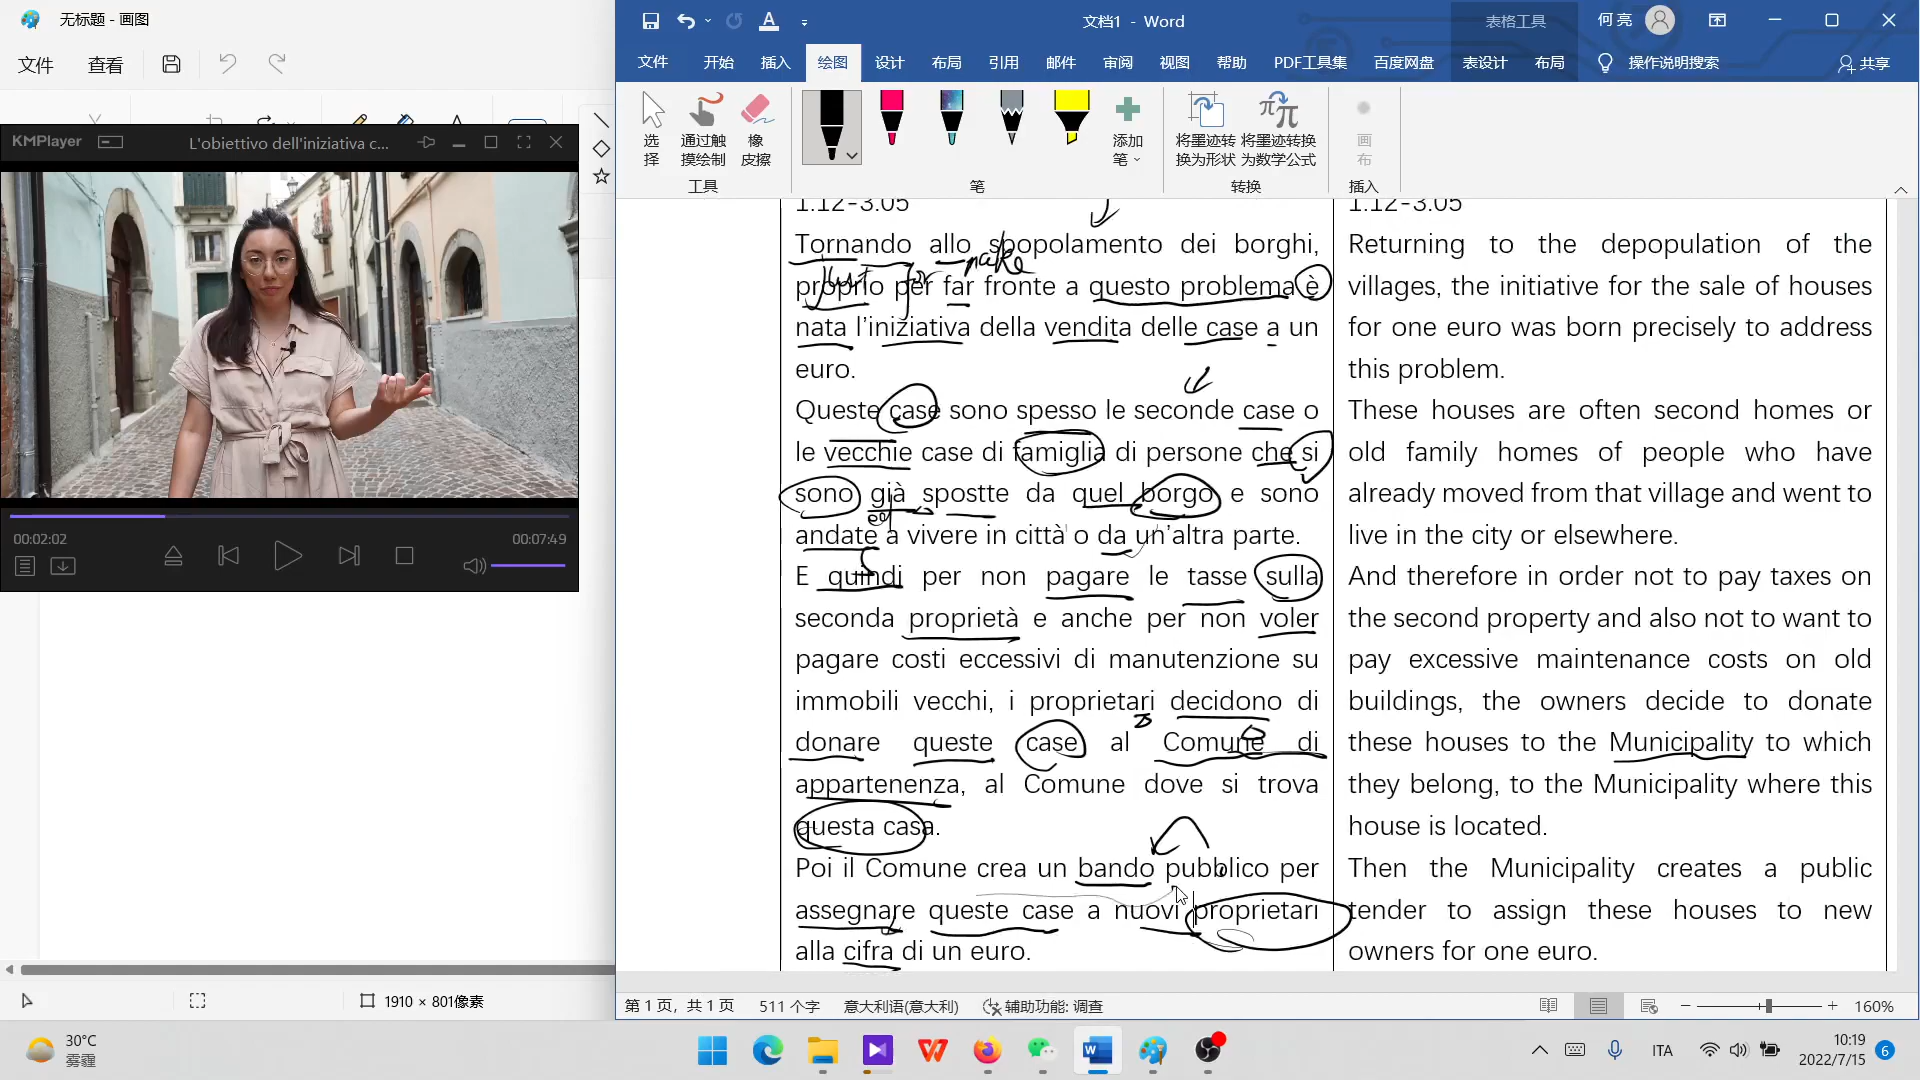 无标题 - 画图
文件 查看
KMPlayer
L'obiettivo dell'iniziativa c...
00:02:02
00:07:49
1910 × 801像素
文档1 - Word
表格工具
何 亮
文件 开始 插入 绘图 设计 布局 引用 邮件 审阅 视图 帮助 PDF工具集 百度网盘 表设计 布局 操作说明搜索 共享
选择
通过触摸绘制
橡皮擦
添加笔
将墨迹转换为形状
将墨迹转换为数学公式
画布
工具 笔 转换 插入
1.12-3.05
Tornando allo spopolamento dei borghi,
just for make
proprio per far fronte a questo problema è
nata l'iniziativa della vendita delle case a un
euro.
Queste case sono spesso le seconde case o
le vecchie case di famiglia di persone che si
sono già spostte da quel borgo e sono
andate a vivere in città o da un'altra parte.
E quindi per non pagare le tasse sulla
seconda proprietà e anche per non voler
pagare costi eccessivi di manutenzione su
immobili vecchi, i proprietari decidono di
donare queste case al Comune di
appartenenza, al Comune dove si trova
questa casa.
Poi il Comune crea un bando pubblico per
assegnare queste case a nuovi proprietari
alla cifra di un euro.
1.12-3.05
Returning to the depopulation of the
villages, the initiative for the sale of houses
for one euro was born precisely to address
this problem.
These houses are often second homes or
old family homes of people who have
already moved from that village and went to
live in the city or elsewhere.
And therefore in order not to pay taxes on
the second property and also not to want to
pay excessive maintenance costs on old
buildings, the owners decide to donate
these houses to the Municipality to which
they belong, to the Municipality where this
house is located.
Then the Municipality creates a public
tender to assign these houses to new
owners for one euro.
第 1 页，共 1 页 511 个字 意大利语(意大利) 辅助功能: 调查
160%
30°C
雾霾
ITA
10:19
2022/7/15
6